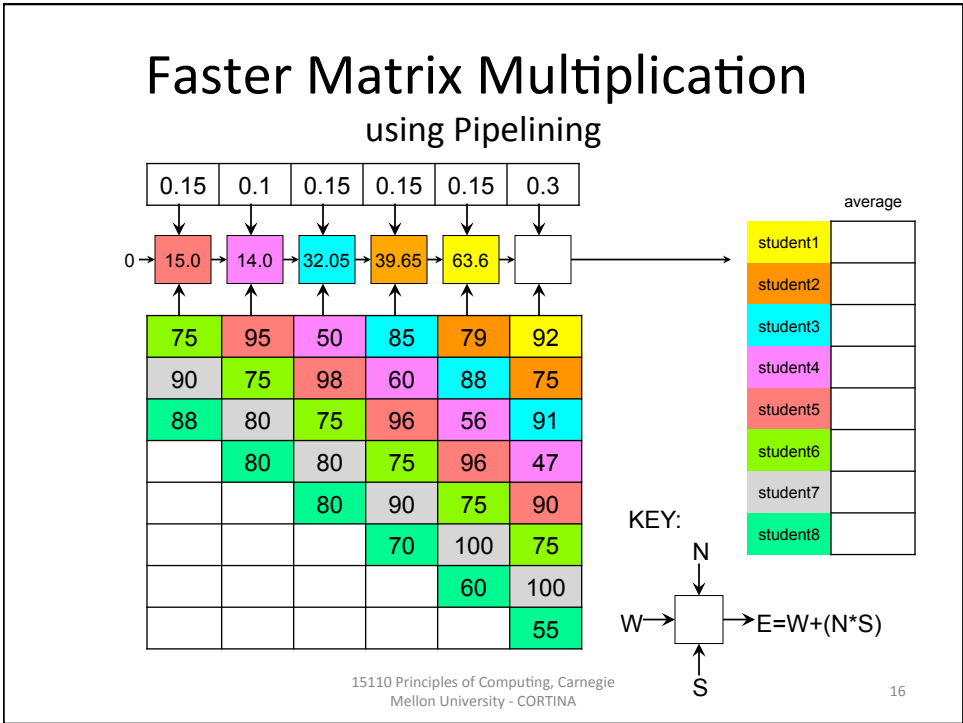 Faster Matrix Multiplication
using Pipelining
0.15 0.1 0.15 0.15 0.15 0.3
0 15.0 14.0 32.05 39.65 63.6
75 95 50 85 79 92
90 75 98 60 88 75
88 80 75 96 56 91
80 80 75 96 47
80 90 75 90
70 100 75
60 100
55
average
student1
student2
student3
student4
student5
student6
student7
student8
KEY:
N
W E=W+(N*S)
S
15110 Principles of Computing, Carnegie
Mellon University - CORTINA
16